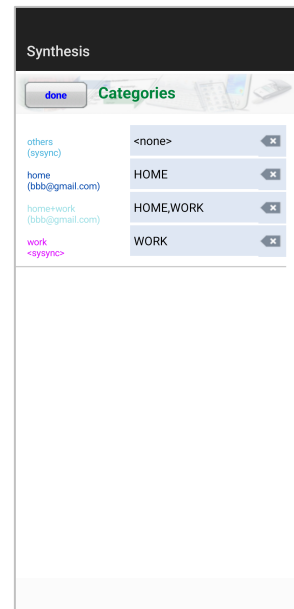 Synthesis
done
Categories
others
(sysync)
<none>
home
(bbb@gmail.com)
HOME
home+work
(bbb@gmail.com)
HOME,WORK
work
<sysync>
WORK